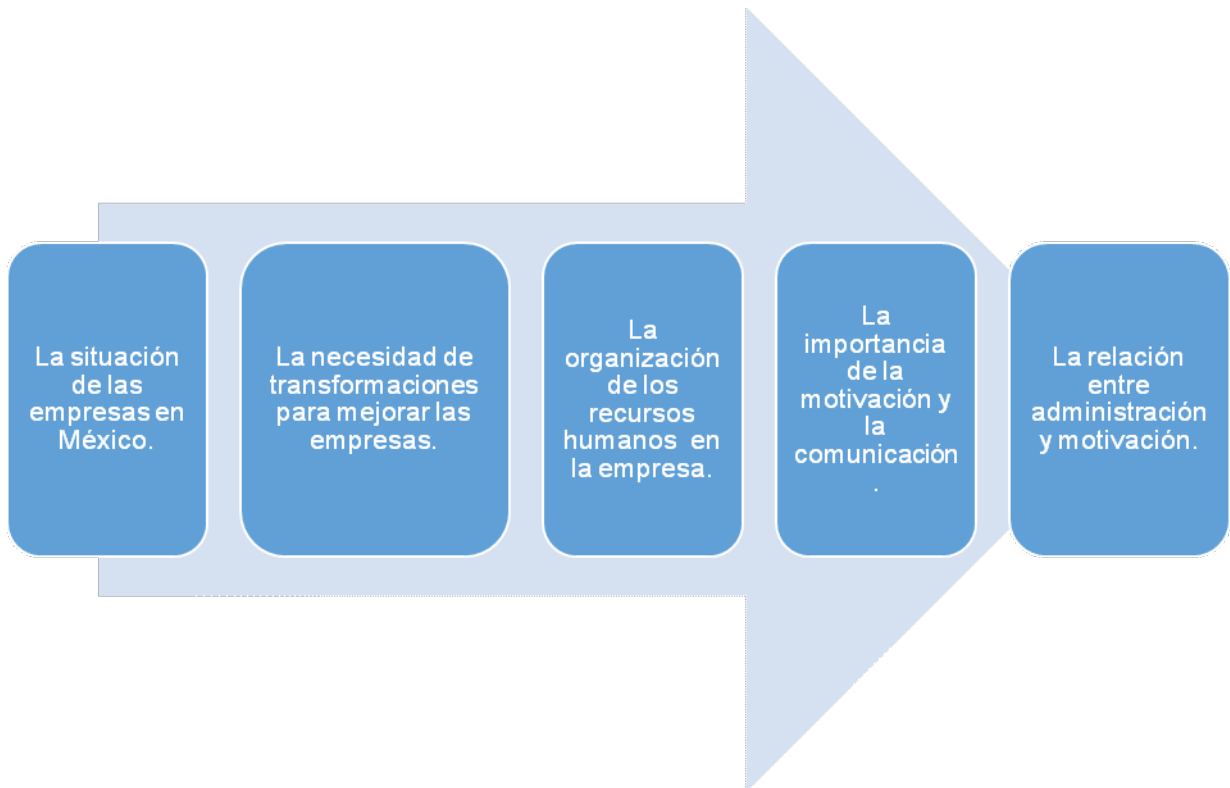 La situación
de las
empresas en
México.
La necesidad de
transformaciones
para mejorar las
empresas.
La
organización
de los
recursos
humanos  en
la empresa.
La
importancia
de la
motivación y
la
comunicación
.
La relación
entre
administración
y motivación.